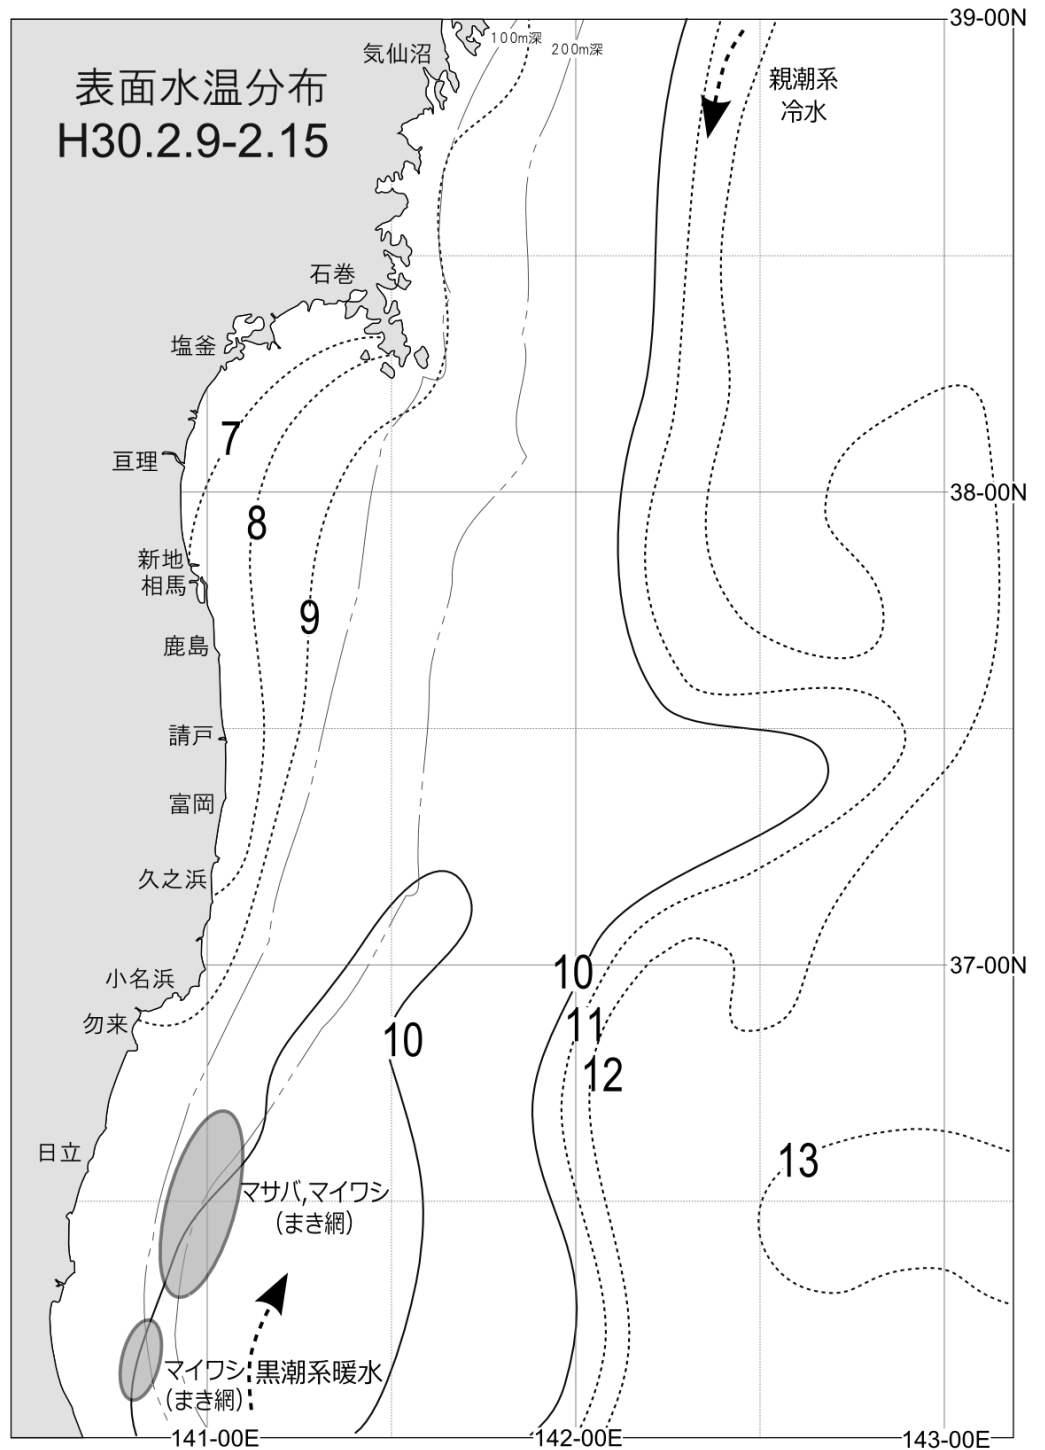 39-00N
100m深
200m深
気仙沼
表面水温分布
H30.2.9-2.15
親潮系
冷水
石巻
塩釜
7
亘理
38-00N
8
新地
相馬
9
鹿島
請戸
富岡
久之浜
37-00N
10
小名浜
勿来
11
10
12
日立
13
マサバ,マイワシ
(まき網)
マイワシ
(まき網)
黒潮系暖水
141-00E
142-00E
143-00E